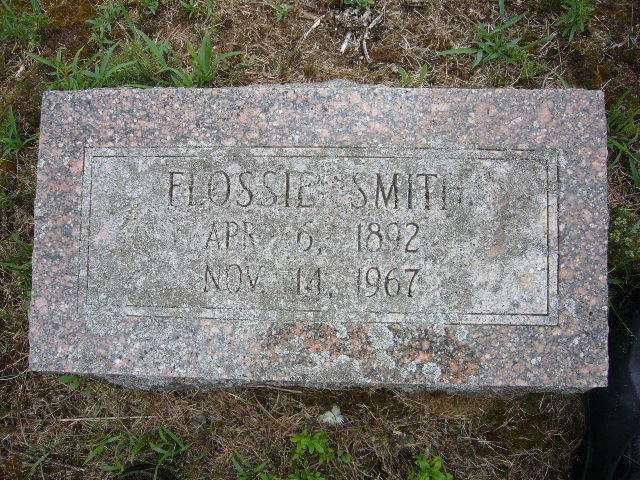 FLOSSIE SMITH
APR 6, 1892
NOV 14, 1967